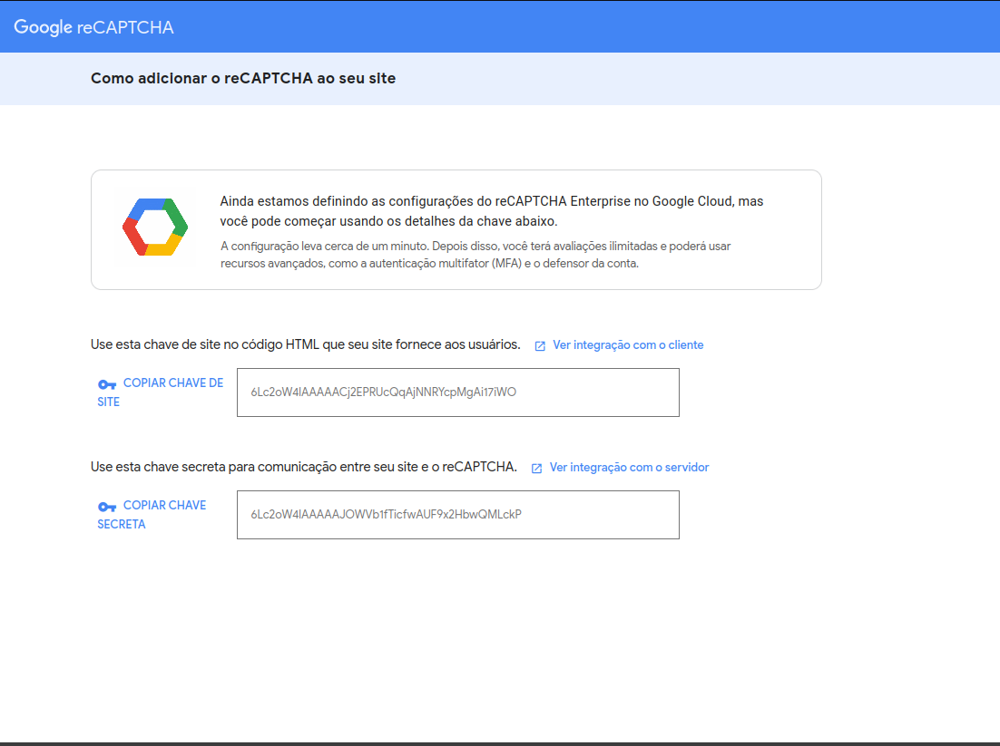 Google reCAPTCHA
Como adicionar o reCAPTCHA ao seu site
Ainda estamos definindo as configurações do reCAPTCHA Enterprise no Google Cloud, mas
você pode começar usando os detalhes da chave abaixo.
A configuração leva cerca de um minuto. Depois disso, você terá avaliações ilimitadas e poderá usar
recursos avançados, como a autenticação multifator (MFA) e o defensor da conta.
Use esta chave de site no código HTML que seu site fornece aos usuários. Ver integração com o cliente
COPIAR CHAVE DE
SITE
6Lc2oW4IAAAAACj2EPRUcQqAjNNRYcpMgAi17iWO
Use esta chave secreta para comunicação entre seu site e o reCAPTCHA. Ver integração com o servidor
COPIAR CHAVE
SECRETA
6Lc2oW4IAAAAAJOWVb1fTicfwAUF9x2HbwQMLckP